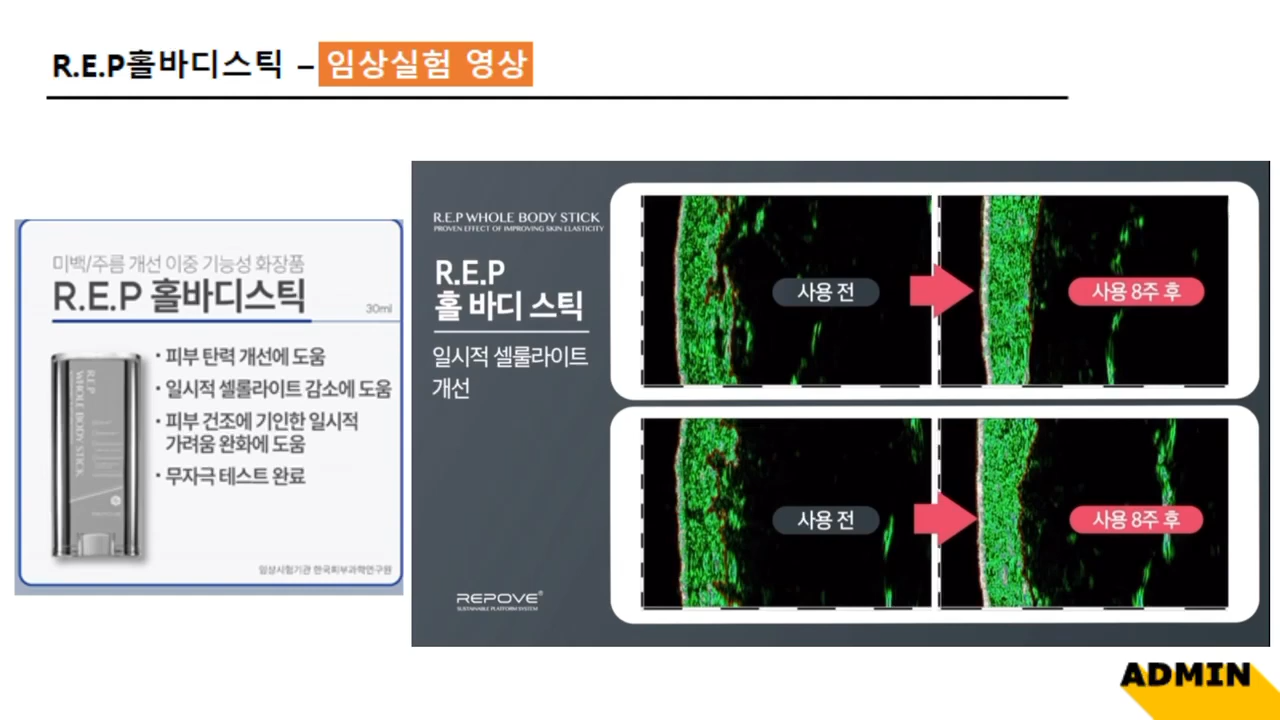 R.E.P홀바디스틱 – 임상실험 영상
미백/주름 개선 이중 기능성 화장품
R.E.P 홀바디스틱
30ml
· 피부 탄력 개선에 도움
· 일시적 셀룰라이트 감소에 도움
· 피부 건조에 기인한 일시적
가려움 완화에 도움
· 무자극 테스트 완료
R.E.P
WHOLE BODY STICK
임상시험기관 한국피부과학연구원
R.E.P WHOLE BODY STICK
PROVEN EFFECT OF IMPROVING SKIN ELASTICITY
R.E.P
홀 바디 스틱
일시적 셀룰라이트
개선
REPOVE®
SUSTAINABLE PLATFORM SYSTEM
사용 전
사용 8주 후
사용 전
사용 8주 후
ADMIN